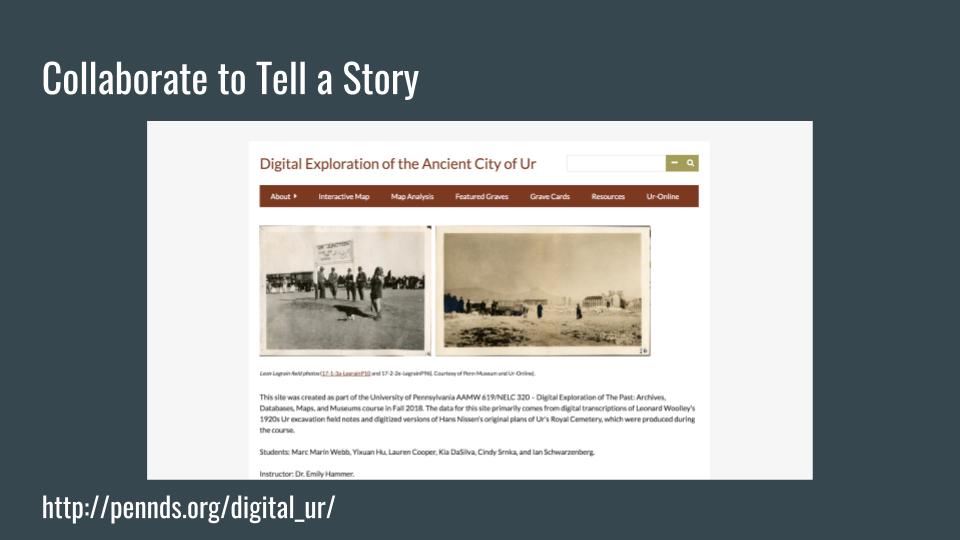 Collaborate to Tell a Story
Digital Exploration of the Ancient City of Ur
About Interactive Map Map Analysis Featured Graves Grave Cards Resources Ur-Online
UR JUNCTION
Leon Legrain field photos (17-1-3a-LegrainP10 and 17-2-2e-LegrainP96). Courtesy of Penn Museum and Ur-Online).
This site was created as part of the University of Pennsylvania AAMW 619/NELC 320 - Digital Exploration of The Past: Archives,
Databases, Maps, and Museums course in Fall 2018. The data for this site primarily comes from digital transcriptions of Leonard Woolley's
1920s Ur excavation field notes and digitized versions of Hans Nissen's original plans of Ur's Royal Cemetery, which were produced during
the course.
Students: Marc Marin Webb, Yixuan Hu, Lauren Cooper, Kia DaSilva, Cindy Srnka, and Ian Schwarzenberg.
Instructor: Dr. Emily Hammer.
http://pennds.org/digital_ur/